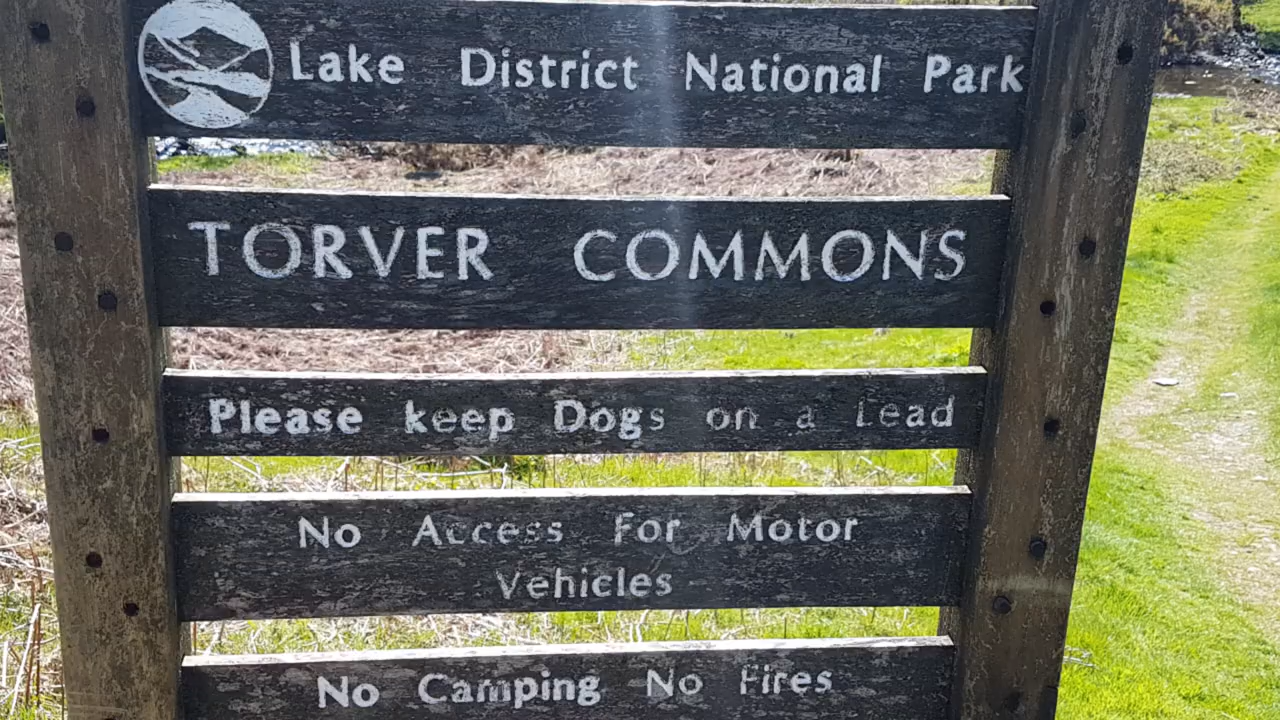 Lake District National Park
TORVER COMMONS
Please keep Dogs on a Lead
No Access For Motor
Vehicles
No Camping No Fires